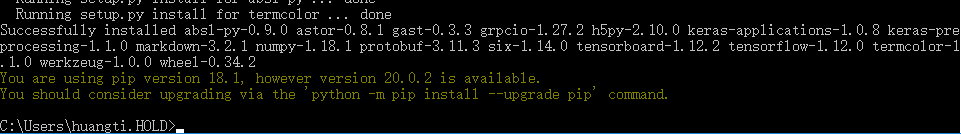 Running setup.py install for absl-py ... done
Running setup.py install for termcolor ... done
Successfully installed absl-py-0.9.0 astor-0.8.1 gast-0.3.3 grpcio-1.27.2 h5py-2.10.0 keras-applications-1.0.8 keras-pre
processing-1.1.0 markdown-3.2.1 numpy-1.18.1 protobuf-3.11.3 six-1.14.0 tensorboard-1.12.2 tensorflow-1.12.0 termcolor-1
.1.0 werkzeug-1.0.0 wheel-0.34.2
You are using pip version 18.1, however version 20.0.2 is available.
You should consider upgrading via the 'python -m pip install --upgrade pip' command.
C:\Users\huangti.HOLD>